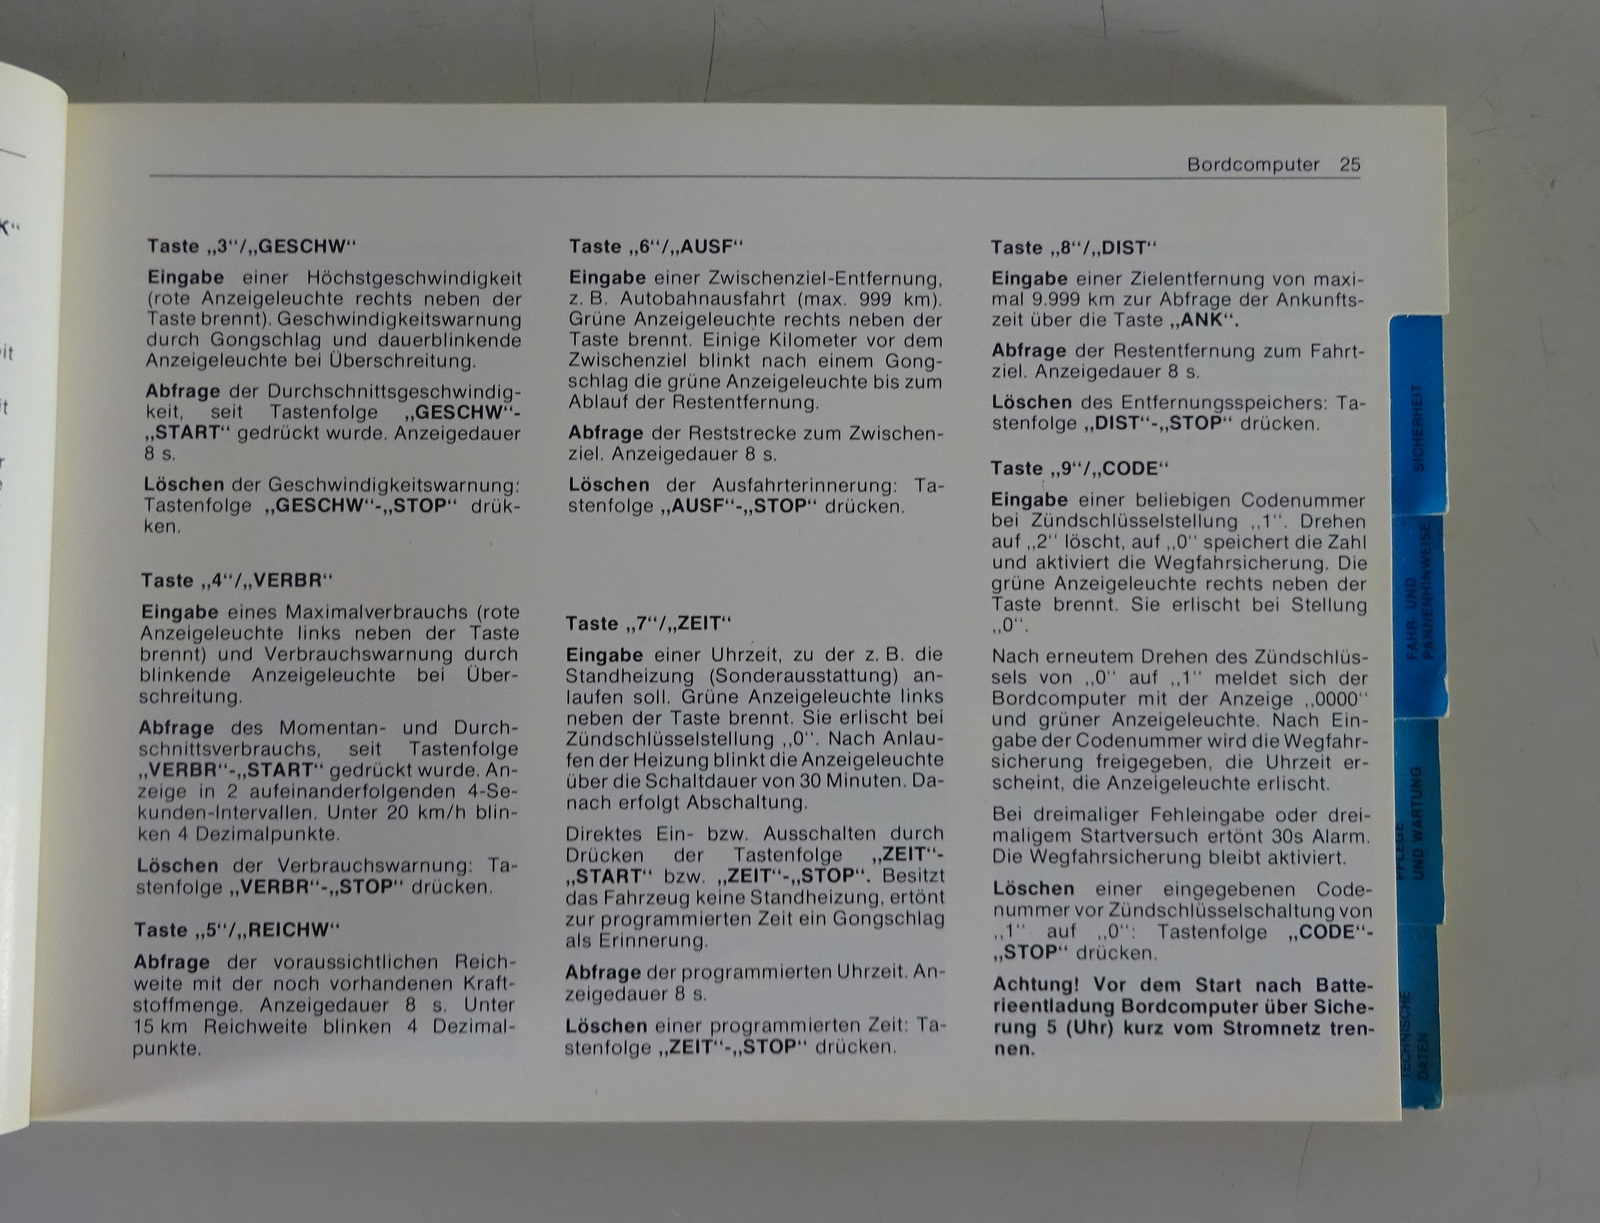 Bordcomputer 25
Taste „3“/„GESCHW“
Eingabe einer Höchstgeschwindigkeit
(rote Anzeigeleuchte rechts neben der
Taste brennt). Geschwindigkeitswarnung
durch Gongschlag und dauerblinkende
Anzeigeleuchte bei Überschreitung.
Abfrage der Durchschnittsgeschwindig-
keit, seit Tastenfolge „GESCHW“-
„START“ gedrückt wurde. Anzeigedauer
8 s.
Löschen der Geschwindigkeitswarnung:
Tastenfolge „GESCHW“-„STOP“ drük-
ken.
Taste „4“/„VERBR“
Eingabe eines Maximalverbrauchs (rote
Anzeigeleuchte links neben der Taste
brennt) und Verbrauchswarnung durch
blinkende Anzeigeleuchte bei Über-
schreitung.
Abfrage des Momentan- und Durch-
schnittsverbrauchs, seit Tastenfolge
„VERBR“-„START“ gedrückt wurde. An-
zeige in 2 aufeinanderfolgenden 4-Se-
kunden-Intervallen. Unter 20 km/h blin-
ken 4 Dezimalpunkte.
Löschen der Verbrauchswarnung: Ta-
stenfolge „VERBR“-„STOP“ drücken.
Taste „5“/„REICHW“
Abfrage der voraussichtlichen Reich-
weite mit der noch vorhandenen Kraft-
stoffmenge. Anzeigedauer 8 s. Unter
15 km Reichweite blinken 4 Dezimal-
punkte.
Taste „6“/„AUSF“
Eingabe einer Zwischenziel-Entfernung,
z. B. Autobahnausfahrt (max. 999 km).
Grüne Anzeigeleuchte rechts neben der
Taste brennt. Einige Kilometer vor dem
Zwischenziel blinkt nach einem Gong-
schlag die grüne Anzeigeleuchte bis zum
Ablauf der Restentfernung.
Abfrage der Reststrecke zum Zwischen-
ziel. Anzeigedauer 8 s.
Löschen der Ausfahrterinnerung: Ta-
stenfolge „AUSF“-„STOP“ drücken.
Taste „7“/„ZEIT“
Eingabe einer Uhrzeit, zu der z. B. die
Standheizung (Sonderausstattung) an-
laufen soll. Grüne Anzeigeleuchte links
neben der Taste brennt. Sie erlischt bei
Zündschlüsselstellung „0“. Nach Anlau-
fen der Heizung blinkt die Anzeigeleuchte
über die Schaltdauer von 30 Minuten. Da-
nach erfolgt Abschaltung.
Direktes Ein- bzw. Ausschalten durch
Drücken der Tastenfolge „ZEIT“-
„START“ bzw. „ZEIT“-„STOP“. Besitzt
das Fahrzeug keine Standheizung, ertönt
zur programmierten Zeit ein Gongschlag
als Erinnerung.
Abfrage der programmierten Uhrzeit. An-
zeigedauer 8 s.
Löschen einer programmierten Zeit: Ta-
stenfolge „ZEIT“-„STOP“ drücken.
Taste „8“/„DIST“
Eingabe einer Zielentfernung von maxi-
mal 9.999 km zur Abfrage der Ankunfts-
zeit über die Taste „ANK“.
Abfrage der Restentfernung zum Fahrt-
ziel. Anzeigedauer 8 s.
Löschen des Entfernungsspeichers: Ta-
stenfolge „DIST“-„STOP“ drücken.
Taste „9“/„CODE“
Eingabe einer beliebigen Codenummer
bei Zündschlüsselstellung „1“. Drehen
auf „2“ löscht, auf „0“ speichert die Zahl
und aktiviert die Wegfahrsicherung. Die
grüne Anzeigeleuchte rechts neben der
Taste brennt. Sie erlischt bei Stellung
„0“.
Nach erneutem Drehen des Zündschlüs-
sels von „0“ auf „1“ meldet sich der
Bordcomputer mit der Anzeige „0000“
und grüner Anzeigeleuchte. Nach Ein-
gabe der Codenummer wird die Wegfahr-
sicherung freigegeben, die Uhrzeit er-
scheint, die Anzeigeleuchte erlischt.
Bei dreimaliger Fehleingabe oder drei-
maligem Startversuch ertönt 30s Alarm.
Die Wegfahrsicherung bleibt aktiviert.
Löschen einer eingegebenen Code-
nummer vor Zündschlüsselschaltung von
„1“ auf „0“: Tastenfolge „CODE“-
„STOP“ drücken.
Achtung! Vor dem Start nach Batte-
rieentladung Bordcomputer über Siche-
rung 5 (Uhr) kurz vom Stromnetz tren-
nen.
SICHERHEIT
FAHR- UND
PANNENHINWEISE
PFLEGE
UND WARTUNG
TECHNISCHE
DATEN